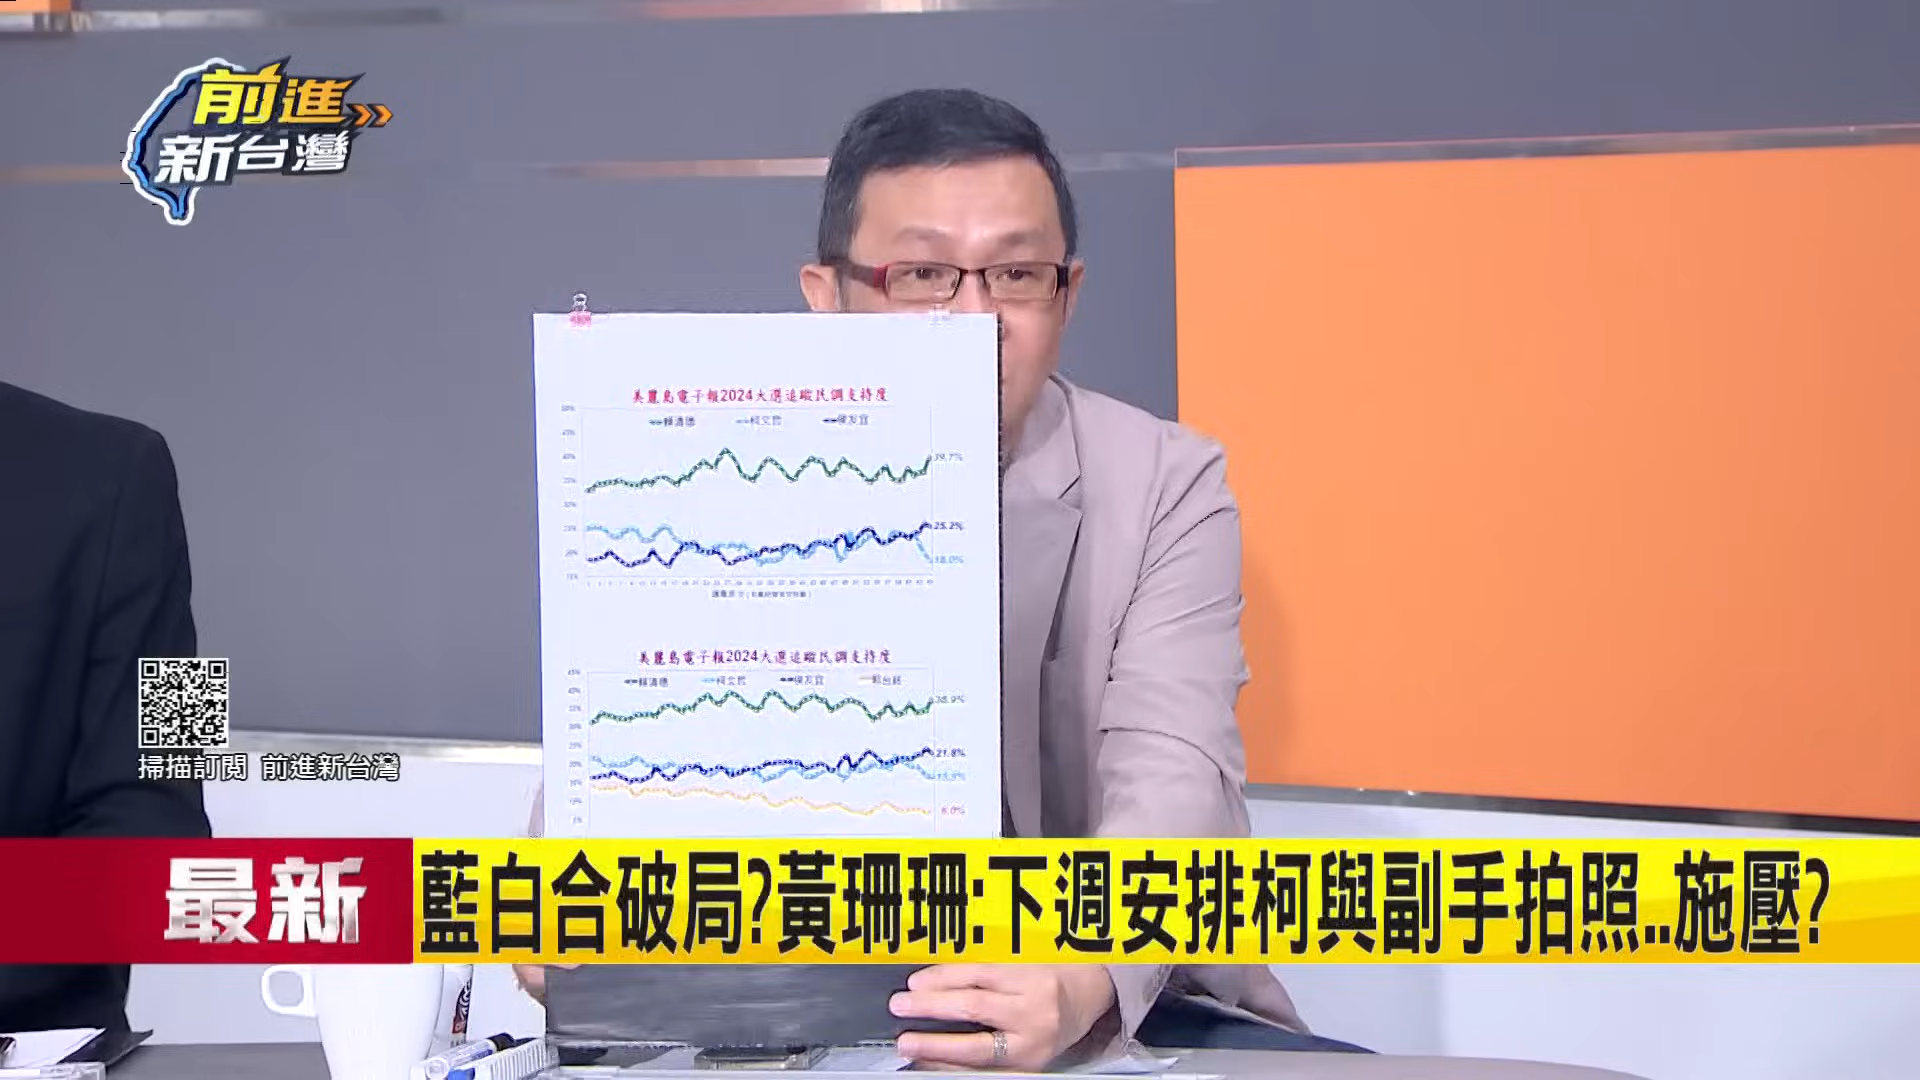 前進
新台灣
美麗島電子報2024大選追蹤民調支持度
賴清德 柯文哲 侯友宜
39.7%
25.2%
18.0%
美麗島電子報2024大選追蹤民調支持度
賴清德 柯文哲 侯友宜 郭台銘
38.9%
21.8%
15.9%
6.0%
掃描訂閱 前進新台灣
最新
藍白合破局?黃珊珊:下週安排柯與副手拍照..施壓?